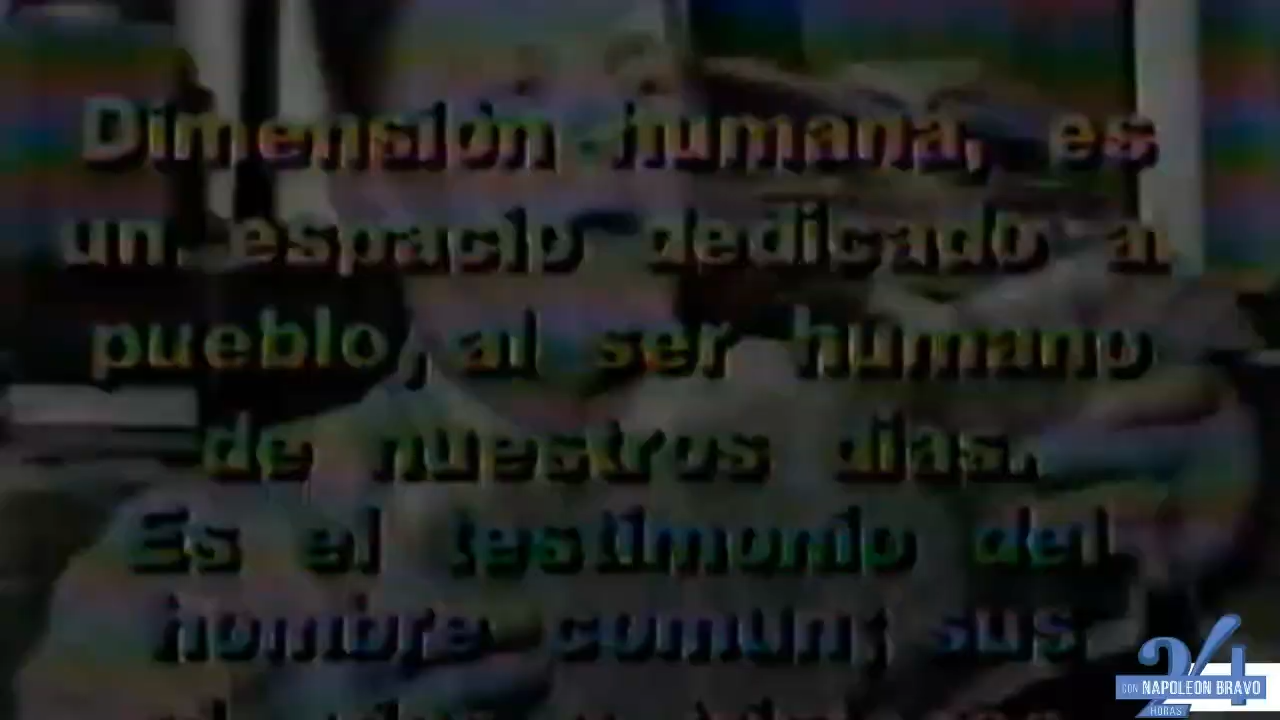 Dimensión humana, es
un espacio dedicado al
pueblo, al ser humano
de nuestros días.
Es el testimonio del
hombre común; sus
24
CON NAPOLEON BRAVO
HORAS